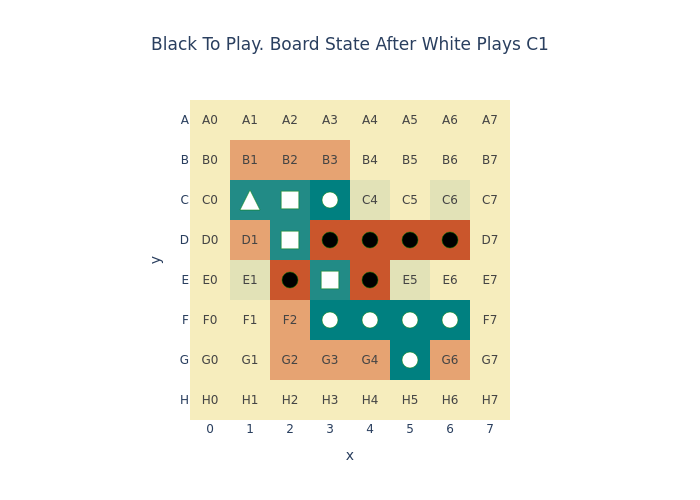 Black To Play. Board State After White Plays C1
A A0 A1 A2 A3 A4 A5 A6 A7
B B0 B1 B2 B3 B4 B5 B6 B7
C C0 C4 C5 C6 C7
D D0 D1 D7
y
E E0 E1 E5 E6 E7
F F0 F1 F2 F7
G G0 G1 G2 G3 G4 G6 G7
H H0 H1 H2 H3 H4 H5 H6 H7
0 1 2 3 4 5 6 7
x